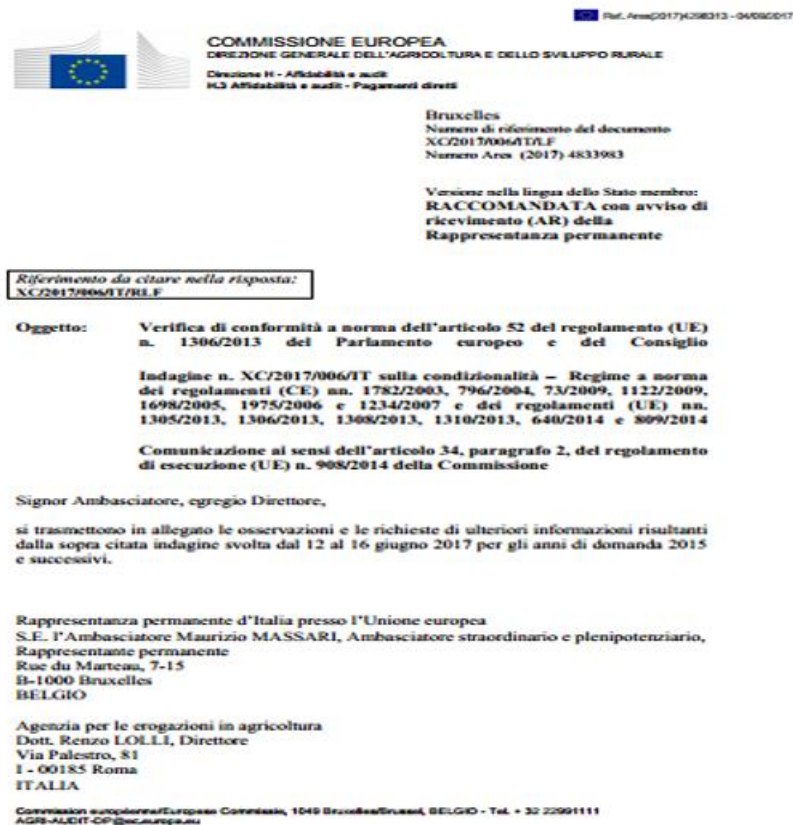 Ref. Ares(2017)4298313 - 04/09/2017
COMMISSIONE EUROPEA
DIREZIONE GENERALE DELL'AGRICOLTURA E DELLO SVILUPPO RURALE
Direzione H - Affidabilità e audit
H.3 Affidabilità e audit - Pagamenti diretti
Bruxelles
Numero di riferimento del documento
XC/2017/006/IT/LF
Numero Ares (2017) 4833983
Versione nella lingua dello Stato membro:
RACCOMANDATA con avviso di
ricevimento (AR) della
Rappresentanza permanente
Riferimento da citare nella risposta:
XC/2017/006/IT/RLF
Oggetto: Verifica di conformità a norma dell'articolo 52 del regolamento (UE)
n. 1306/2013 del Parlamento europeo e del Consiglio
Indagine n. XC/2017/006/IT sulla condizionalità – Regime a norma
dei regolamenti (CE) nn. 1782/2003, 796/2004, 73/2009, 1122/2009,
1698/2005, 1975/2006 e 1234/2007 e dei regolamenti (UE) nn.
1305/2013, 1306/2013, 1308/2013, 1310/2013, 640/2014 e 809/2014
Comunicazione ai sensi dell'articolo 34, paragrafo 2, del regolamento
di esecuzione (UE) n. 908/2014 della Commissione
Signor Ambasciatore, egregio Direttore,
si trasmettono in allegato le osservazioni e le richieste di ulteriori informazioni risultanti
dalla sopra citata indagine svolta dal 12 al 16 giugno 2017 per gli anni di domanda 2015
e successivi.
Rappresentanza permanente d'Italia presso l'Unione europea
S.E. l'Ambasciatore Maurizio MASSARI, Ambasciatore straordinario e plenipotenziario,
Rappresentante permanente
Rue du Marteau, 7-15
B-1000 Bruxelles
BELGIO
Agenzia per le erogazioni in agricoltura
Dott. Renzo LOLLI, Direttore
Via Palestro, 81
I - 00185 Roma
ITALIA
Commission européenne/Europese Commissie, 1049 Bruxelles/Brussel, BELGIO - Tel. + 32 22991111
AGRI-AUDIT-DP@ec.europa.eu